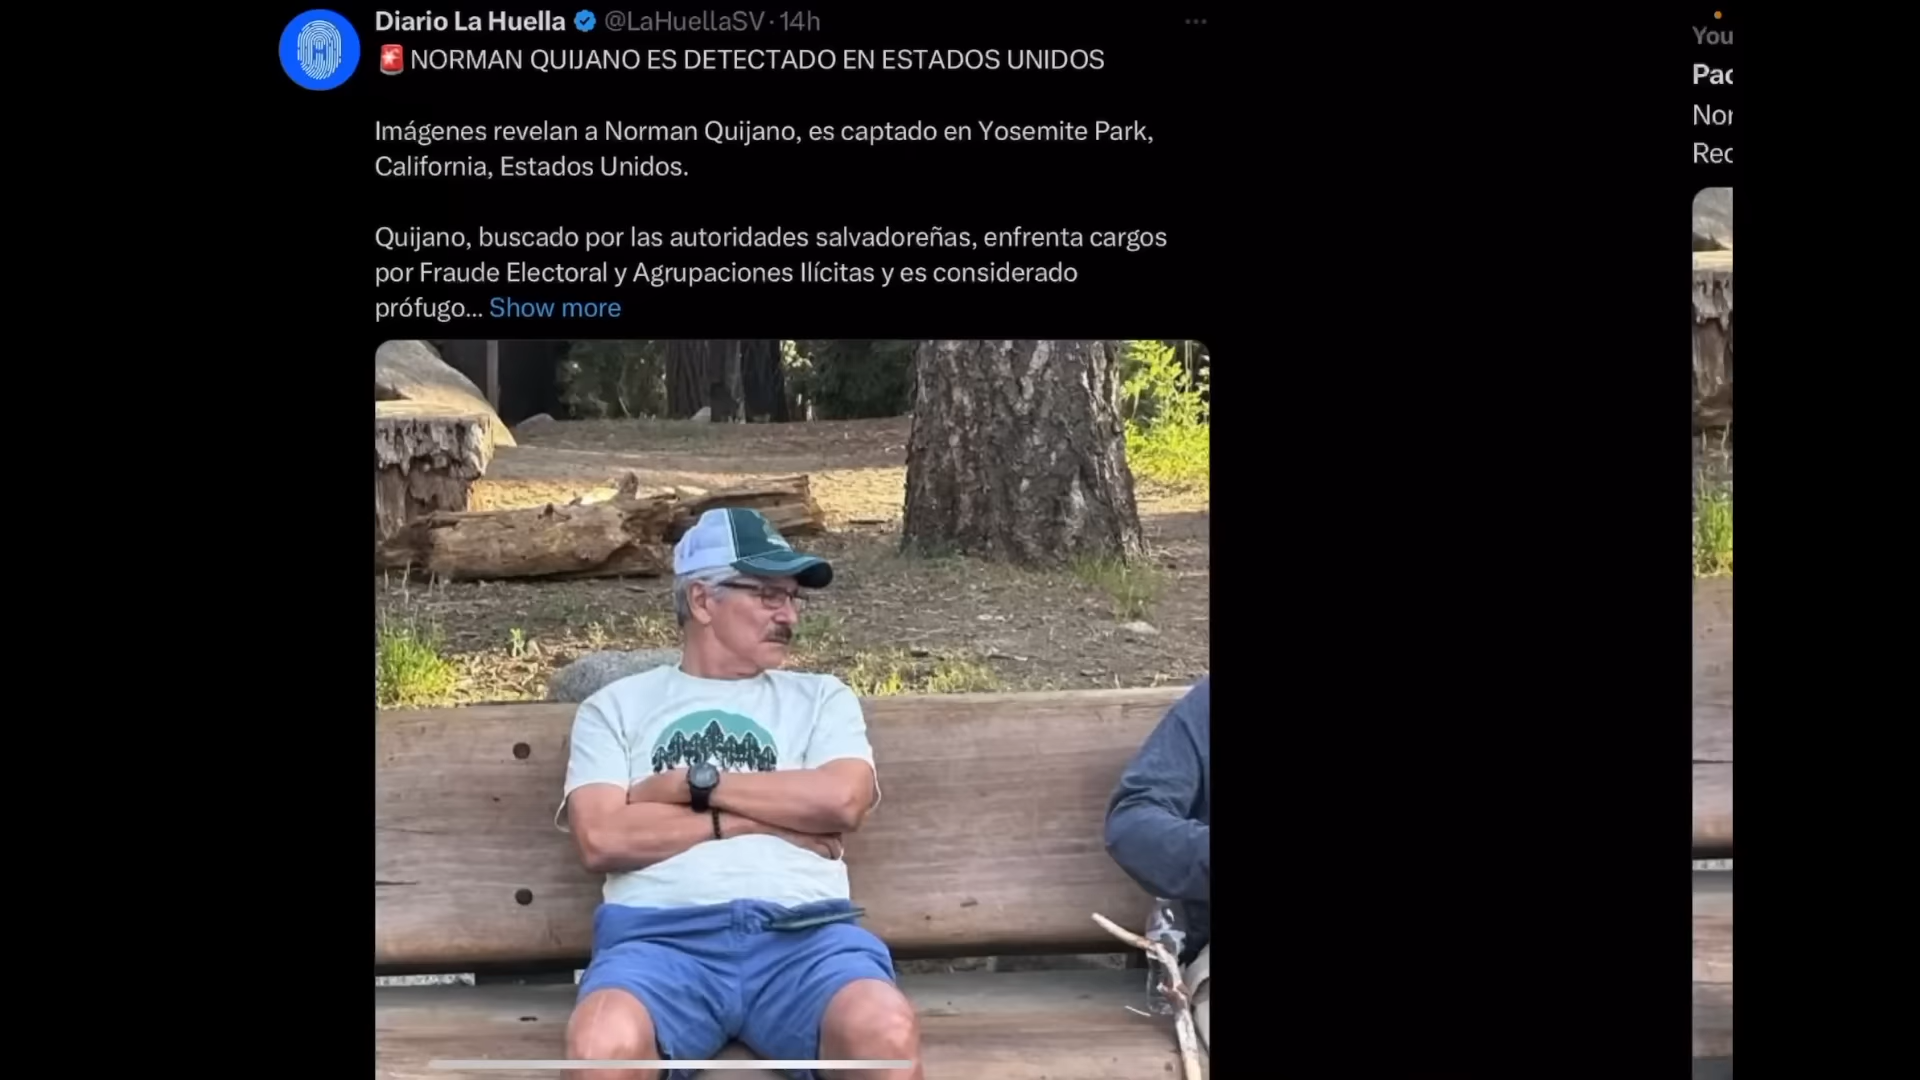 Diario La Huella @LaHuellaSV · 14h
🚨NORMAN QUIJANO ES DETECTADO EN ESTADOS UNIDOS
Imágenes revelan a Norman Quijano, es captado en Yosemite Park,
California, Estados Unidos.
Quijano, buscado por las autoridades salvadoreñas, enfrenta cargos
por Fraude Electoral y Agrupaciones Ilícitas y es considerado
prófugo... Show more
You